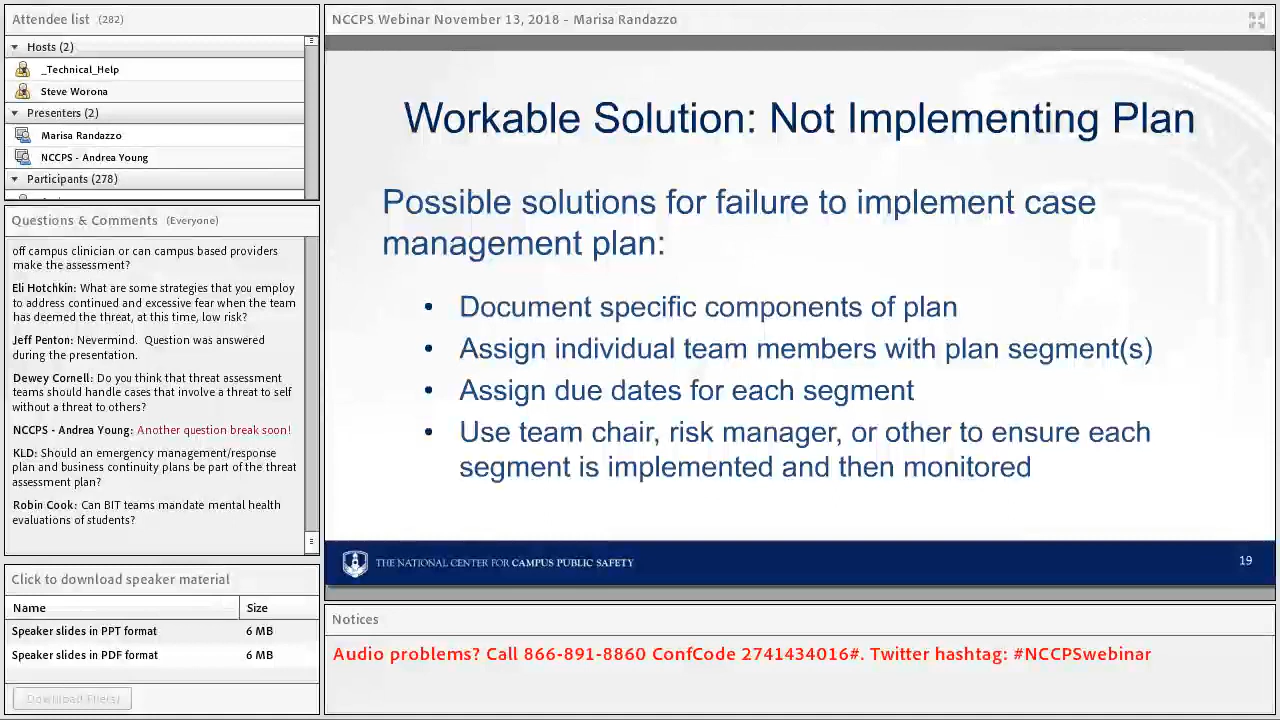 Attendee list (282)
Hosts (2)
_Technical_Help
Steve Worona
Presenters (2)
Marisa Randazzo
NCCPS - Andrea Young
Participants (278)
Questions & Comments (Everyone)
off campus clinician or can campus based providers
make the assessment?
Eli Hotchkin: What are some strategies that you employ
to address continued and excessive fear when the team
has deemed the threat, at this time, low risk?
Jeff Penton: Nevermind. Question was answered
during the presentation.
Dewey Cornell: Do you think that threat assessment
teams should handle cases that involve a threat to self
without a threat to others?
NCCPS - Andrea Young: Another question break soon!
KLD: Should an emergency management/response
plan and business continuity plans be part of the threat
assessment plan?
Robin Cook: Can BIT teams mandate mental health
evaluations of students?
Click to download speaker material
Name Size
Speaker slides in PPT format 6 MB
Speaker slides in PDF format 6 MB
Download File(s)
NCCPS Webinar November 13, 2018 - Marisa Randazzo
Workable Solution: Not Implementing Plan
Possible solutions for failure to implement case
management plan:
• Document specific components of plan
• Assign individual team members with plan segment(s)
• Assign due dates for each segment
• Use team chair, risk manager, or other to ensure each
segment is implemented and then monitored
THE NATIONAL CENTER FOR CAMPUS PUBLIC SAFETY
19
Notices
Audio problems? Call 866-891-8860 ConfCode 2741434016#. Twitter hashtag: #NCCPSwebinar